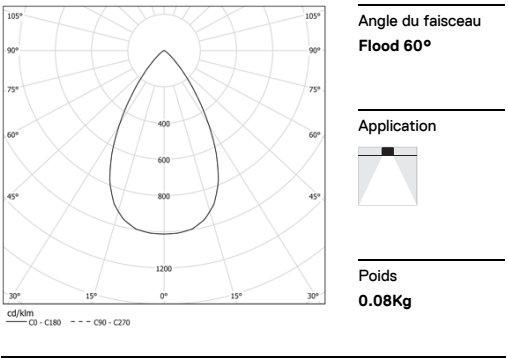 105° 105°
90° 90°
75° 75°
60° 60°
45° 45°
400
600
800
1200
30° 15° 0° 15° 30°
cd/klm
C0 - C180 C90 - C270
Angle du faisceau
Flood 60°
Application
Poids
0.08Kg